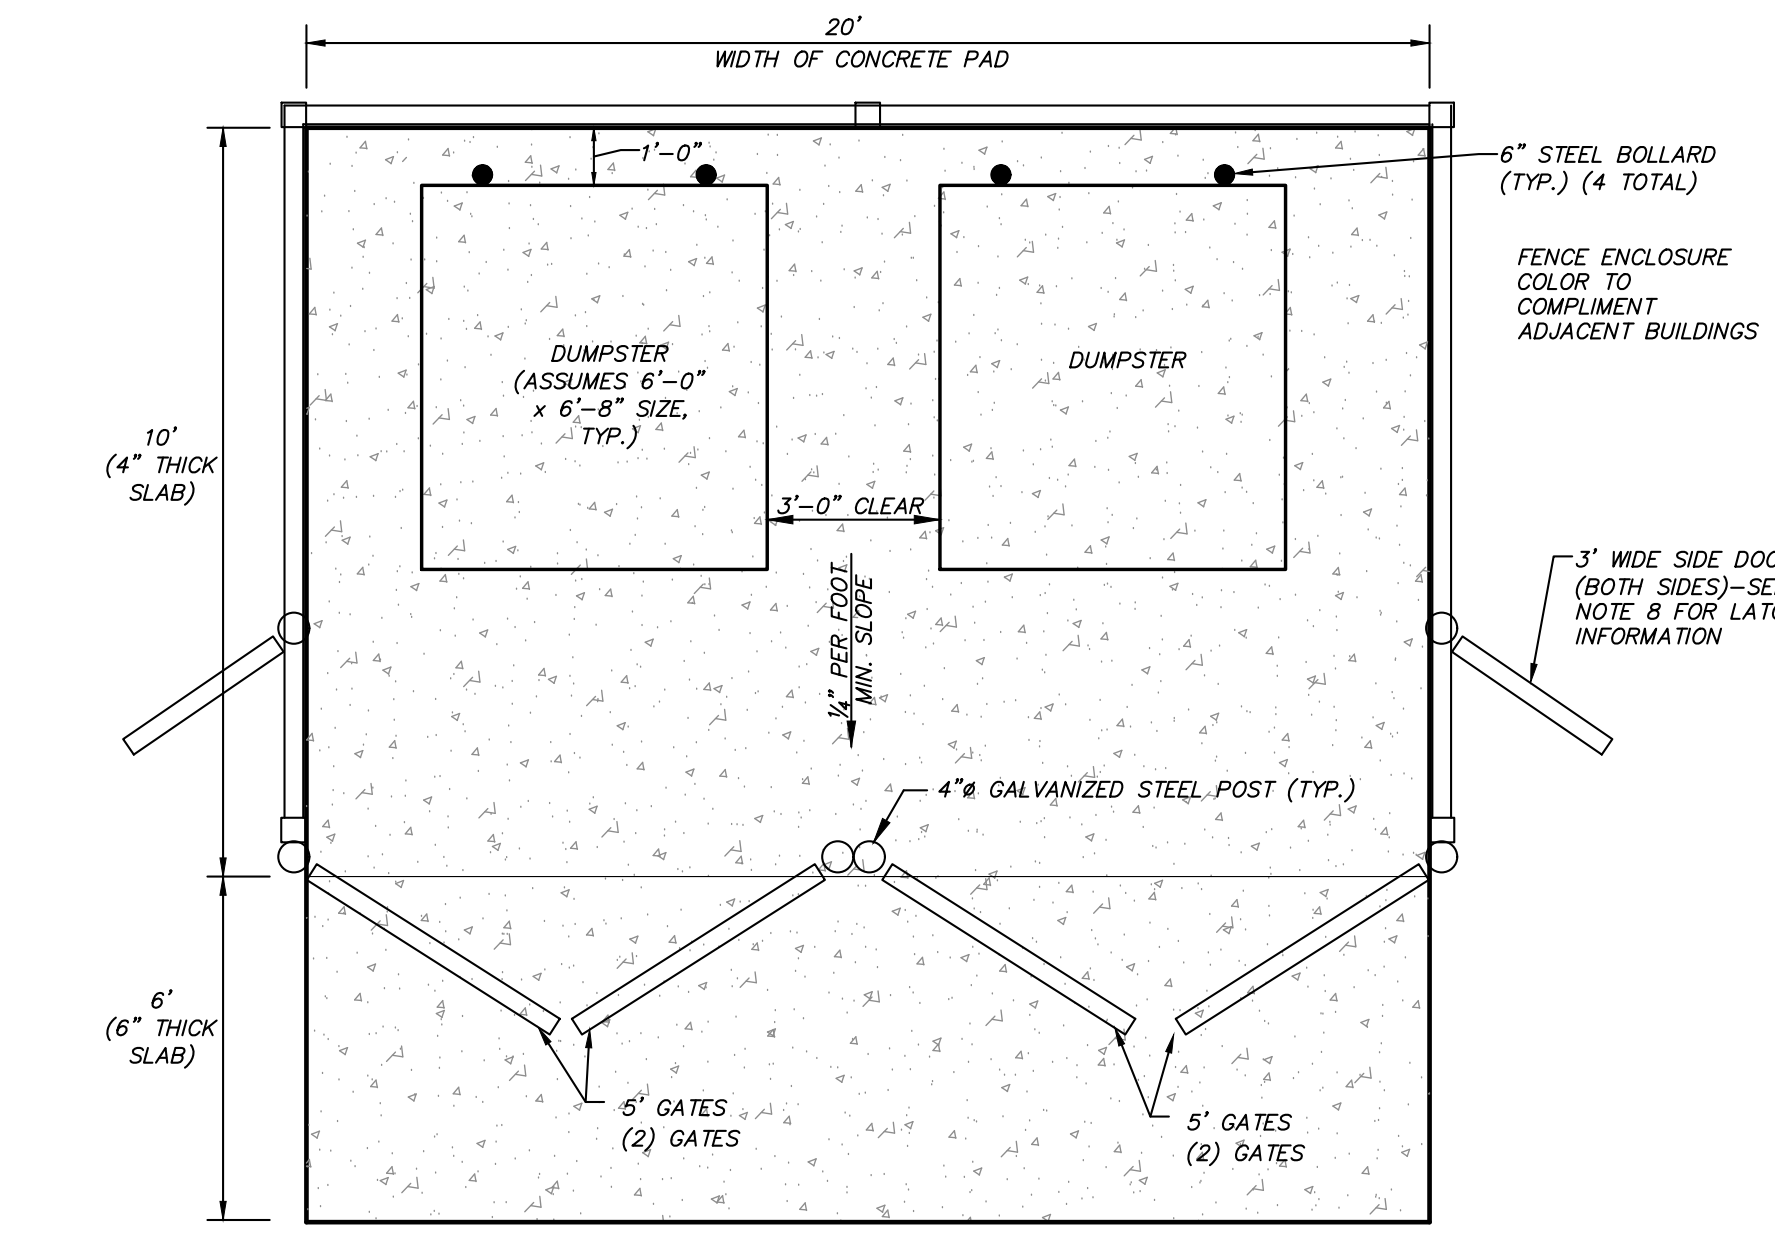 20'
WIDTH OF CONCRETE PAD
1'-0"
6" STEEL BOLLARD
(TYP.) (4 TOTAL)
FENCE ENCLOSURE
COLOR TO
COMPLIMENT
ADJACENT BUILDINGS
DUMPSTER
(ASSUMES 6'-0"
x 6'-8" SIZE,
TYP.)
DUMPSTER
10'
(4" THICK
SLAB)
3'-0" CLEAR
1/4" PER FOOT
MIN. SLOPE
3' WIDE SIDE
(BOTH SIDES)-
NOTE 8 FOR
INFORMATION
4"ø GALVANIZED STEEL POST (TYP.)
6'
(6" THICK
SLAB)
5' GATES
(2) GATES
5' GATES
(2) GATES